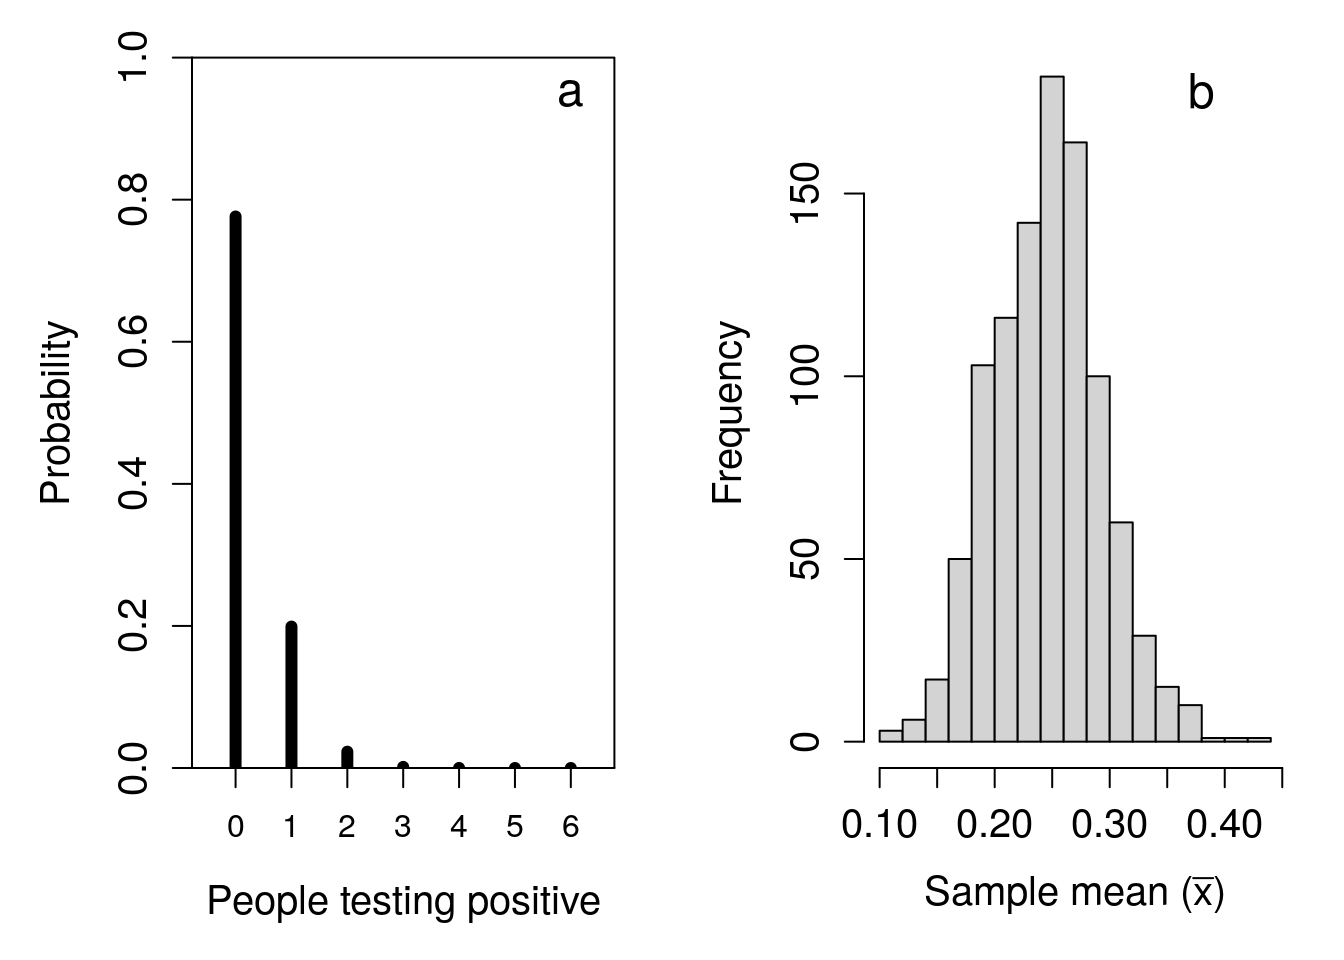 a
Probability
1.0
0.8
0.6
0.4
0.2
0.0
0 1 2 3 4 5 6
People testing positive
b
Frequency
150
100
50
0
0.10 0.20 0.30 0.40
Sample mean (x̅)